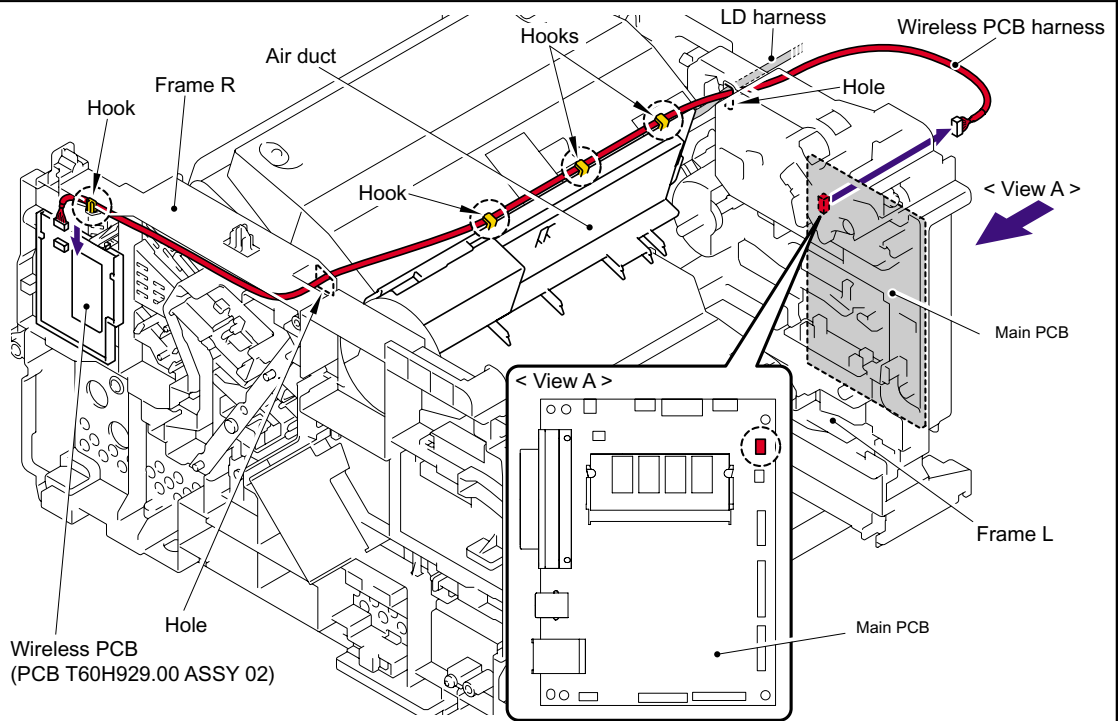 LD harness
Hooks
Wireless PCB harness
Air duct
Frame R
Hole
Hook
< View A >
Hook
Main PCB
< View A >
Frame L
Hole
Main PCB
Wireless PCB
(PCB T60H929.00 ASSY 02)